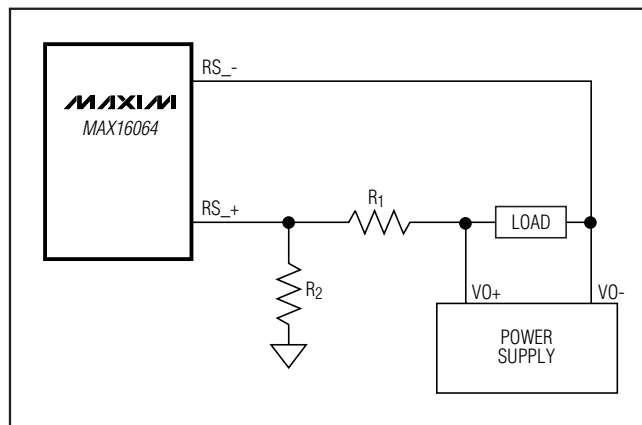 RS_-
MAXIM
MAX16064
RS_+
R1
LOAD
R2
VO+
VO-
POWER
SUPPLY